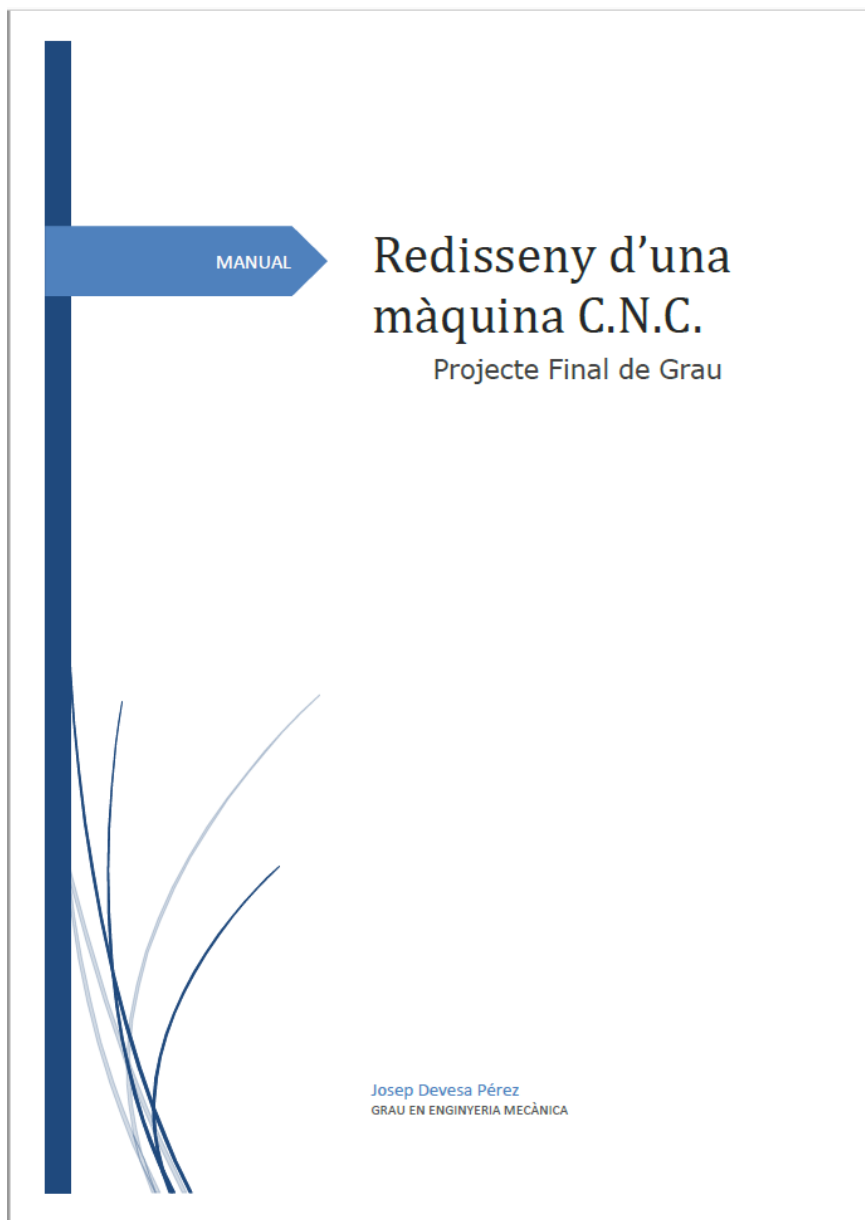 MANUAL
Redisseny d’una
màquina C.N.C.
Projecte Final de Grau
Josep Devesa Pérez
GRAU EN ENGINYERIA MECÀNICA